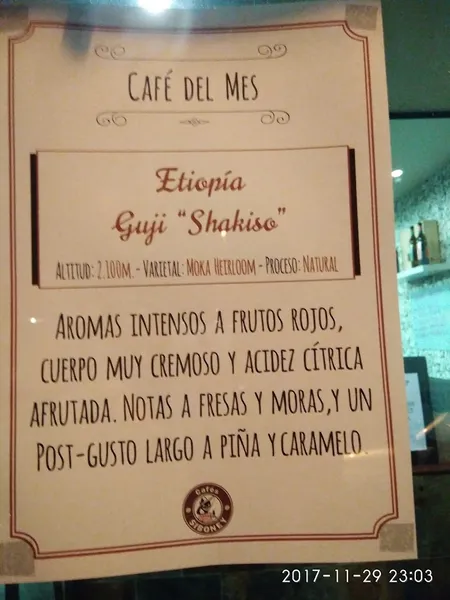 CAFÉ DEL MES
Etiopía
Guji "Shakiso"
ALTITUD: 2.100M. - VARIETAL: MOKA HEIRLOOM - PROCESO: NATURAL
AROMAS INTENSOS A FRUTOS ROJOS,
CUERPO MUY CREMOSO Y ACIDEZ CÍTRICA
AFRUTADA. NOTAS A FRESAS Y MORAS,Y UN
POST-GUSTO LARGO A PIÑA Y CARAMELO.
Cafés
SIBONEY
2017-11-29 23:03